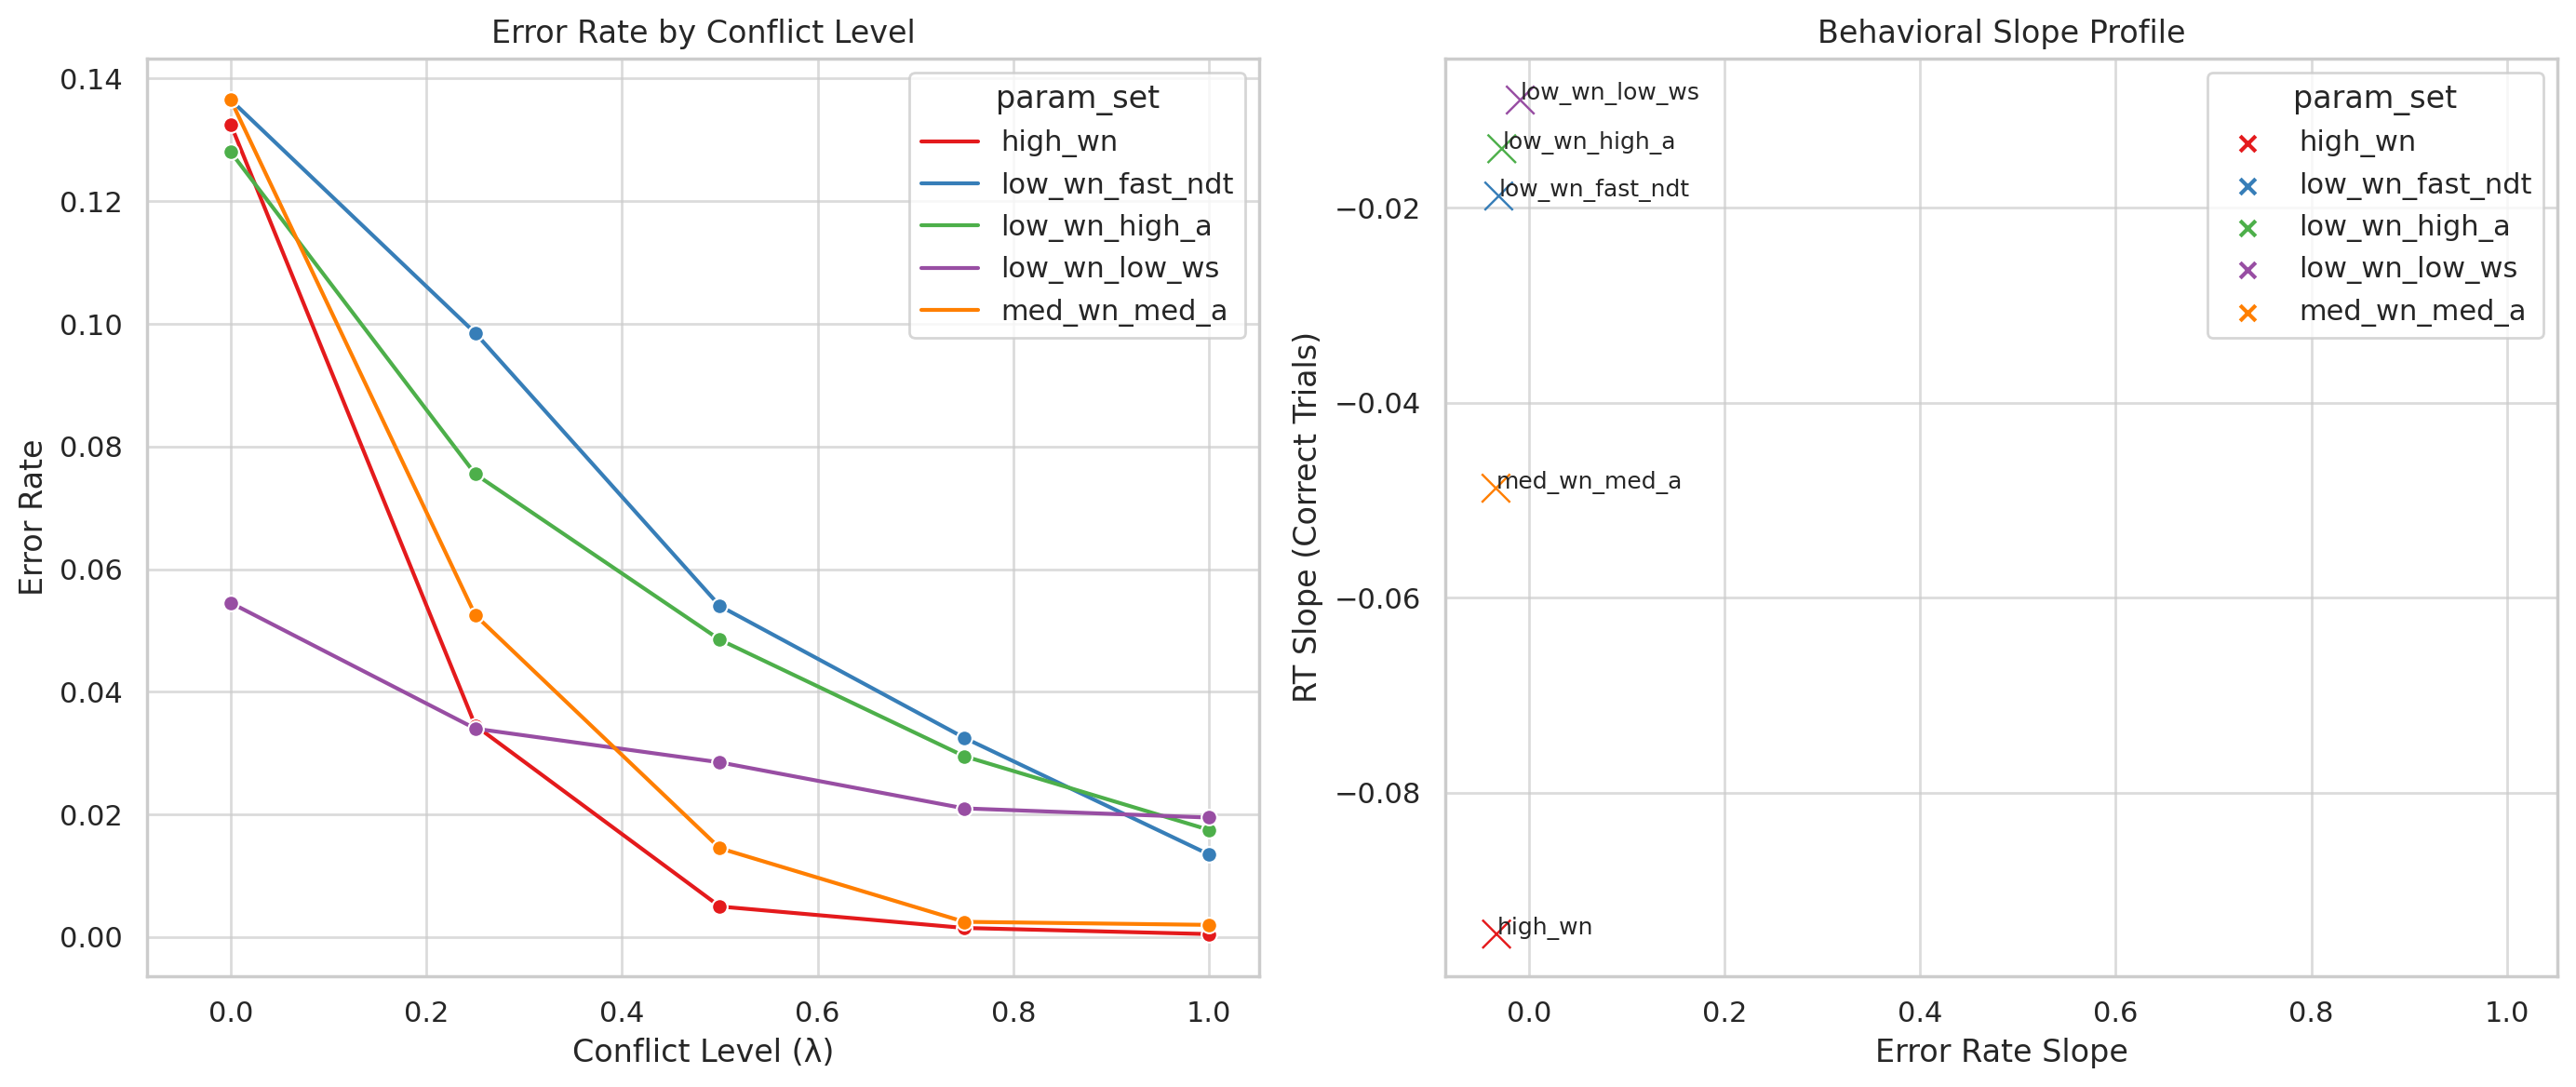 Error Rate by Conflict Level
Error Rate
0.14
0.12
0.10
0.08
0.06
0.04
0.02
0.00
0.0
0.2
0.4
0.6
0.8
1.0
Conflict Level (λ)
param_set
high_wn
low_wn_fast_ndt
low_wn_high_a
low_wn_low_ws
med_wn_med_a
Behavioral Slope Profile
RT Slope (Correct Trials)
−0.02
−0.04
−0.06
−0.08
low_wn_low_ws
low_wn_high_a
low_wn_fast_ndt
med_wn_med_a
high_wn
0.0
0.2
0.4
0.6
0.8
1.0
Error Rate Slope
param_set
high_wn
low_wn_fast_ndt
low_wn_high_a
low_wn_low_ws
med_wn_med_a